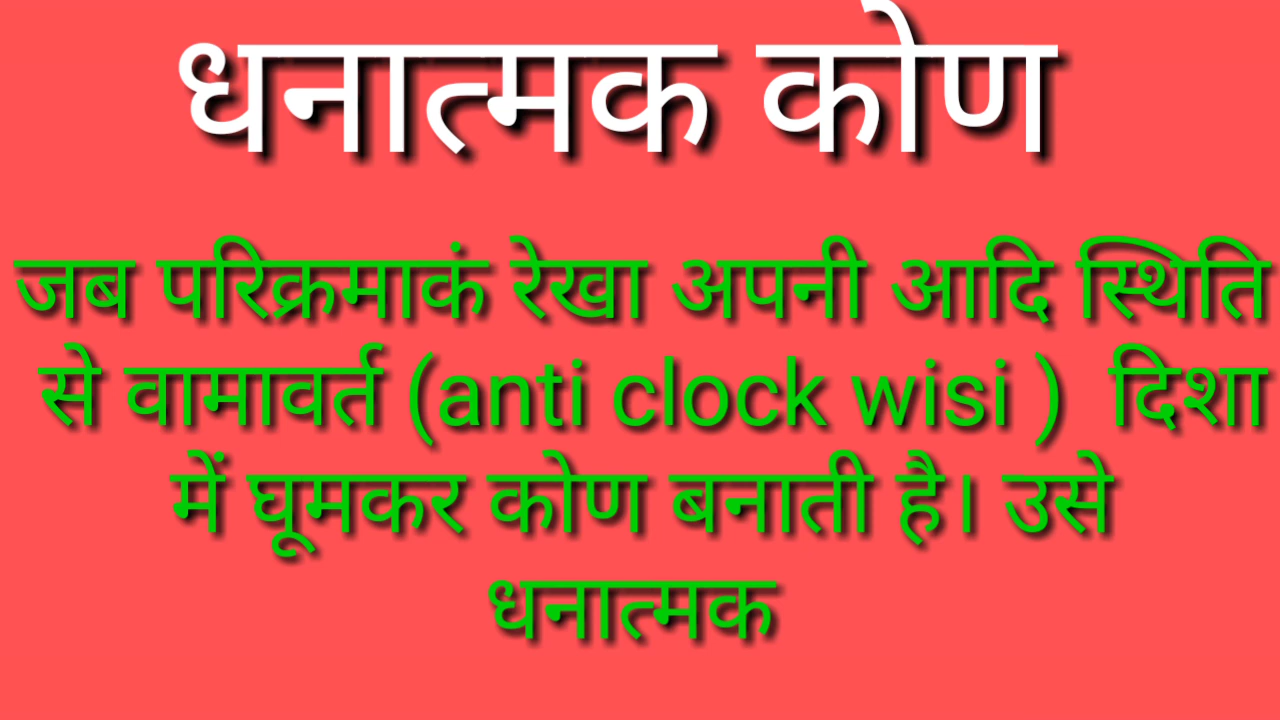 धनात्मक कोण
जब परिक्रमाकं रेखा अपनी आदि स्थिति
से वामावर्त (anti clock wisi ) दिशा
में घूमकर कोण बनाती है। उसे
धनात्मक